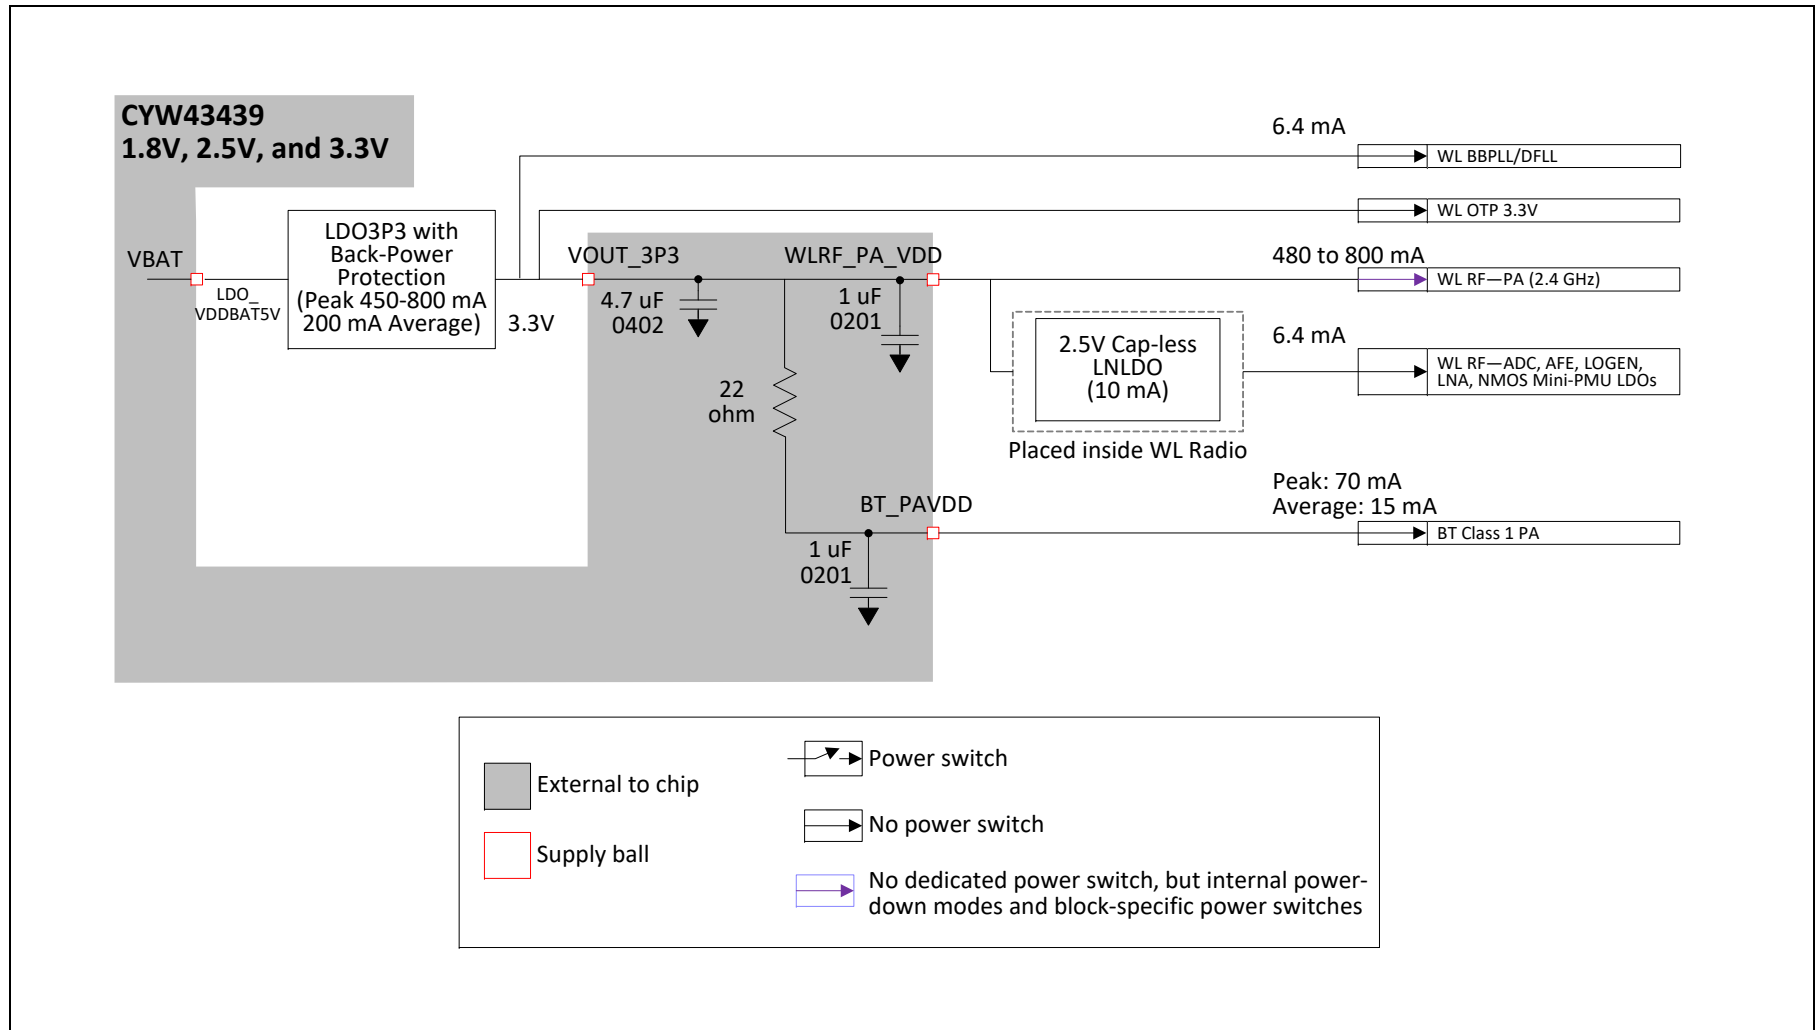 CYW43439
1.8V, 2.5V, and 3.3V
6.4 mA
WL BBPLL/DFLL
WL OTP 3.3V
VBAT
LDO_
VDDBAT5V
LDO3P3 with
Back-Power
Protection
(Peak 450-800 mA
200 mA Average)
3.3V
VOUT_3P3
4.7 uF
0402
WLRF_PA_VDD
1 uF
0201
480 to 800 mA
WL RF—PA (2.4 GHz)
22
ohm
2.5V Cap-less
LNLDO
(10 mA)
Placed inside WL Radio
6.4 mA
WL RF—ADC, AFE, LOGEN,
LNA, NMOS Mini-PMU LDOs
BT_PAVDD
1 uF
0201
Peak: 70 mA
Average: 15 mA
BT Class 1 PA
External to chip
Supply ball
Power switch
No power switch
No dedicated power switch, but internal power-
down modes and block-specific power switches